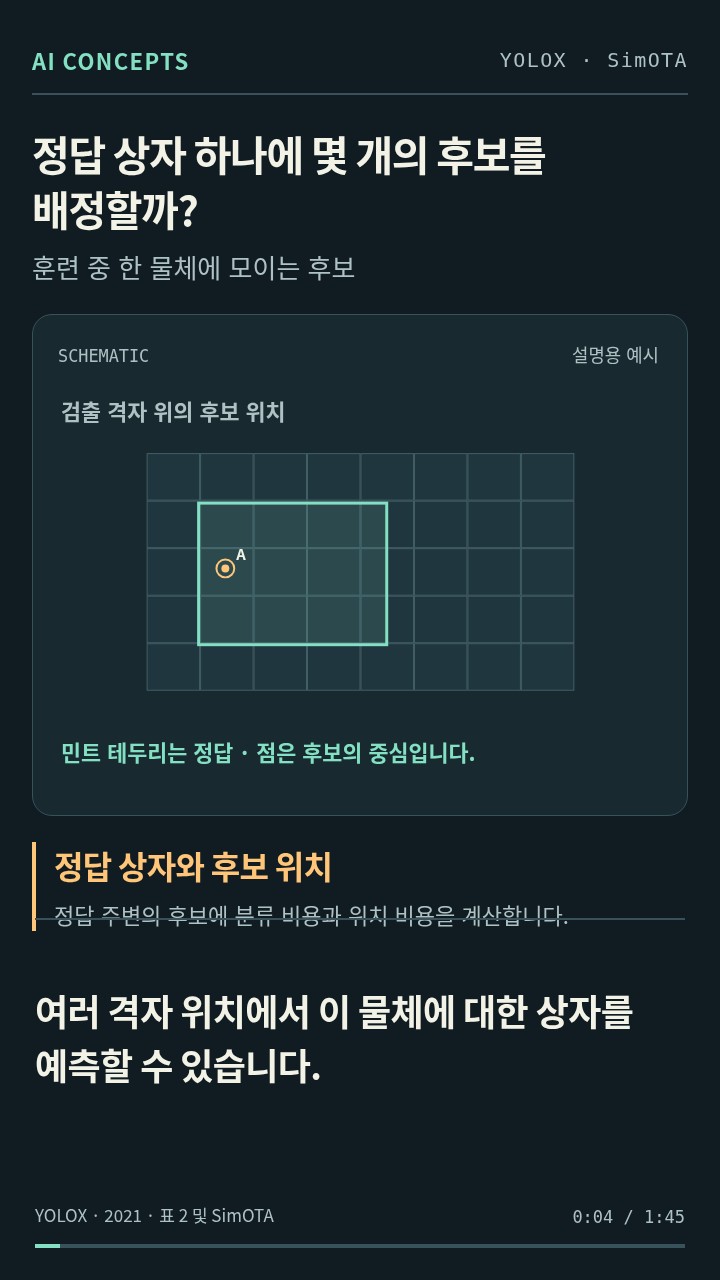 AI CONCEPTS
YOLOX · SimOTA
정답 상자 하나에 몇 개의 후보를
배정할까?
훈련 중 한 물체에 모이는 후보
SCHEMATIC
설명용 예시
검출 격자 위의 후보 위치
A
민트 테두리는 정답 · 점은 후보의 중심입니다.
정답 상자와 후보 위치
정답 주변의 후보에 분류 비용과 위치 비용을 계산합니다.
여러 격자 위치에서 이 물체에 대한 상자를
예측할 수 있습니다.
YOLOX · 2021 · 표 2 및 SimOTA
0:04 / 1:45